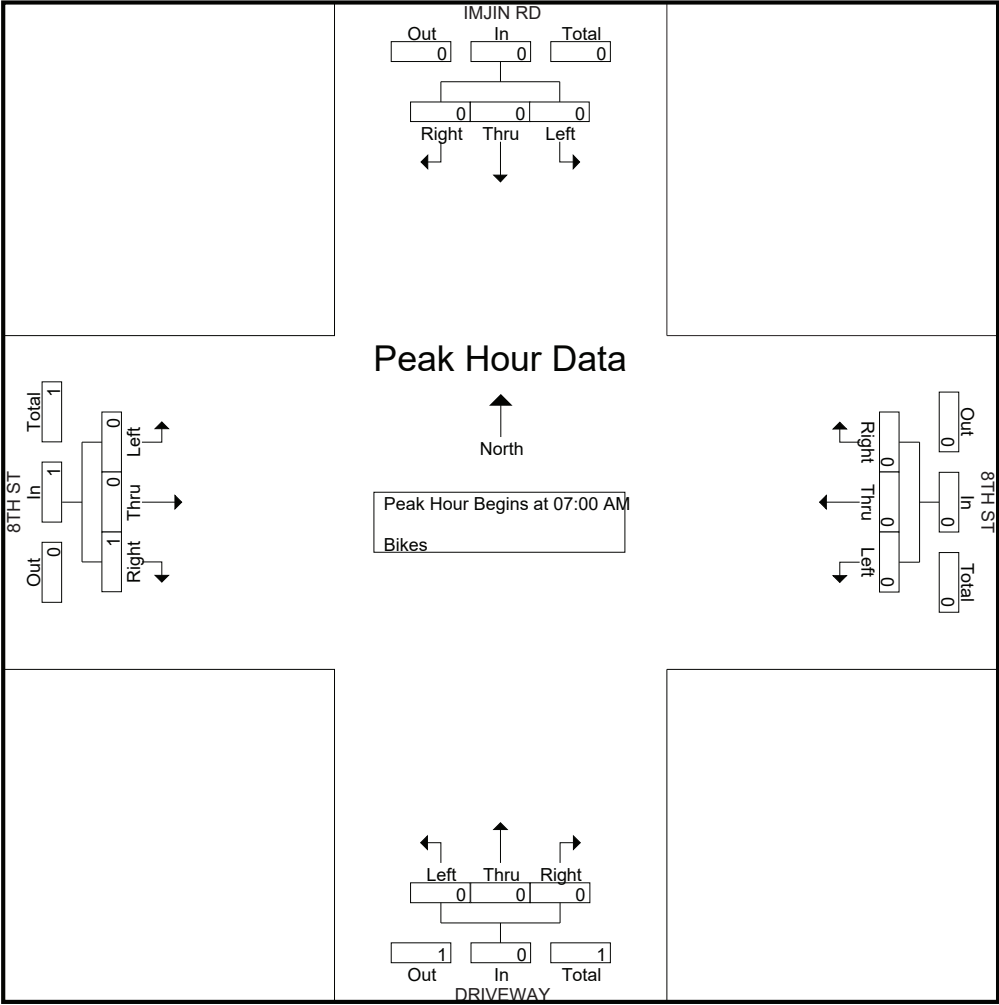 IMJIN RD
Out In Total
0 0 0
0 0 0
Right Thru Left
Peak Hour Data
North
Peak Hour Begins at 07:00 AM
Bikes
8TH ST
Total In Out
1 1 0
0 0 1
Left Thru Right
8TH ST
Out In Total
0 0 0
0 0 0
Right Thru Left
Left Thru Right
0 0 0
1 0 1
Out In Total
DRIVEWAY